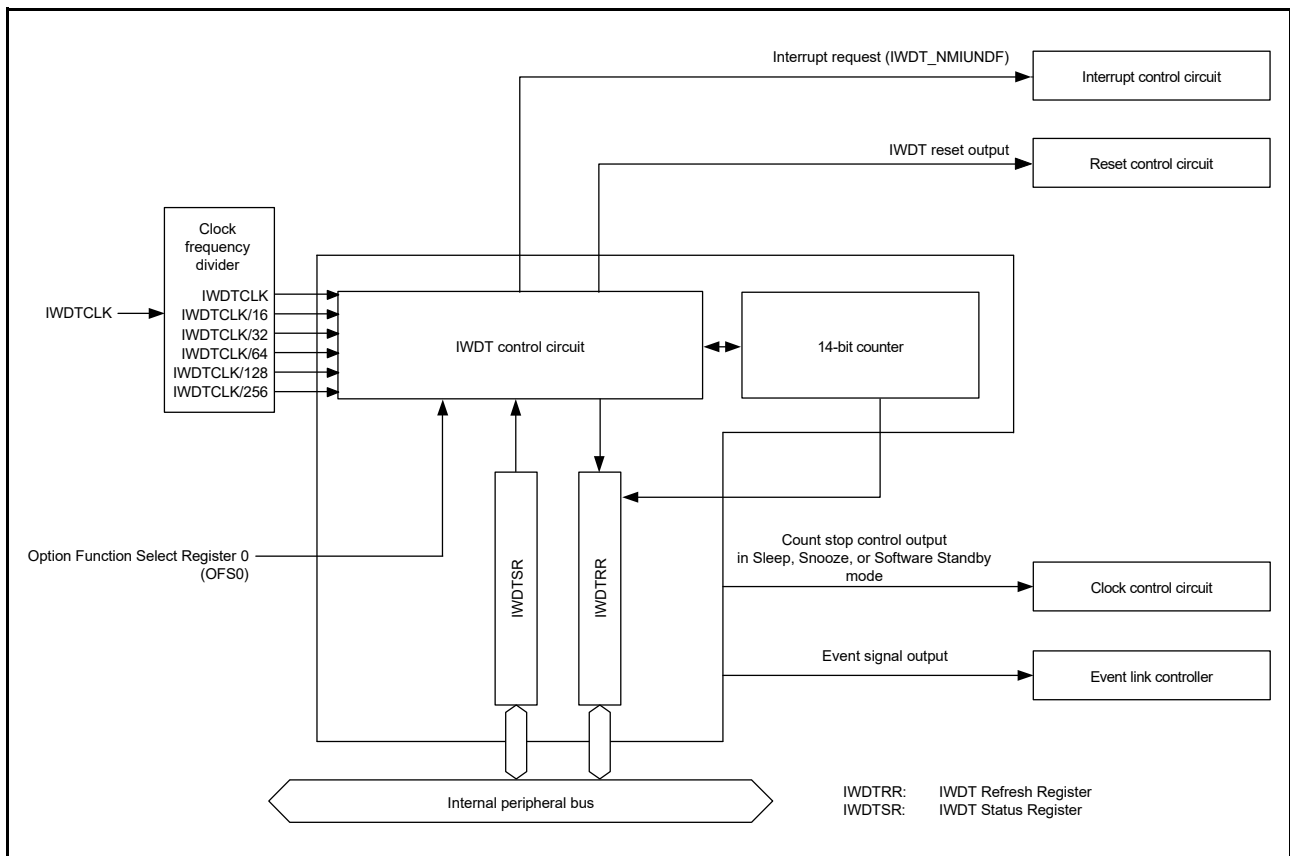 Interrupt request (IWDT_NMIUNDF)
Interrupt control circuit
IWDT reset output
Reset control circuit
Clock
frequency
divider
IWDTCLK
IWDTCLK
IWDTCLK/16
IWDTCLK/32
IWDTCLK/64
IWDTCLK/128
IWDTCLK/256
IWDT control circuit
14-bit counter
Option Function Select Register 0
(OFS0)
IWDTSR
IWDTRR
Count stop control output
in Sleep, Snooze, or Software Standby
mode
Clock control circuit
Event signal output
Event link controller
Internal peripheral bus
IWDTRR: IWDT Refresh Register
IWDTSR: IWDT Status Register